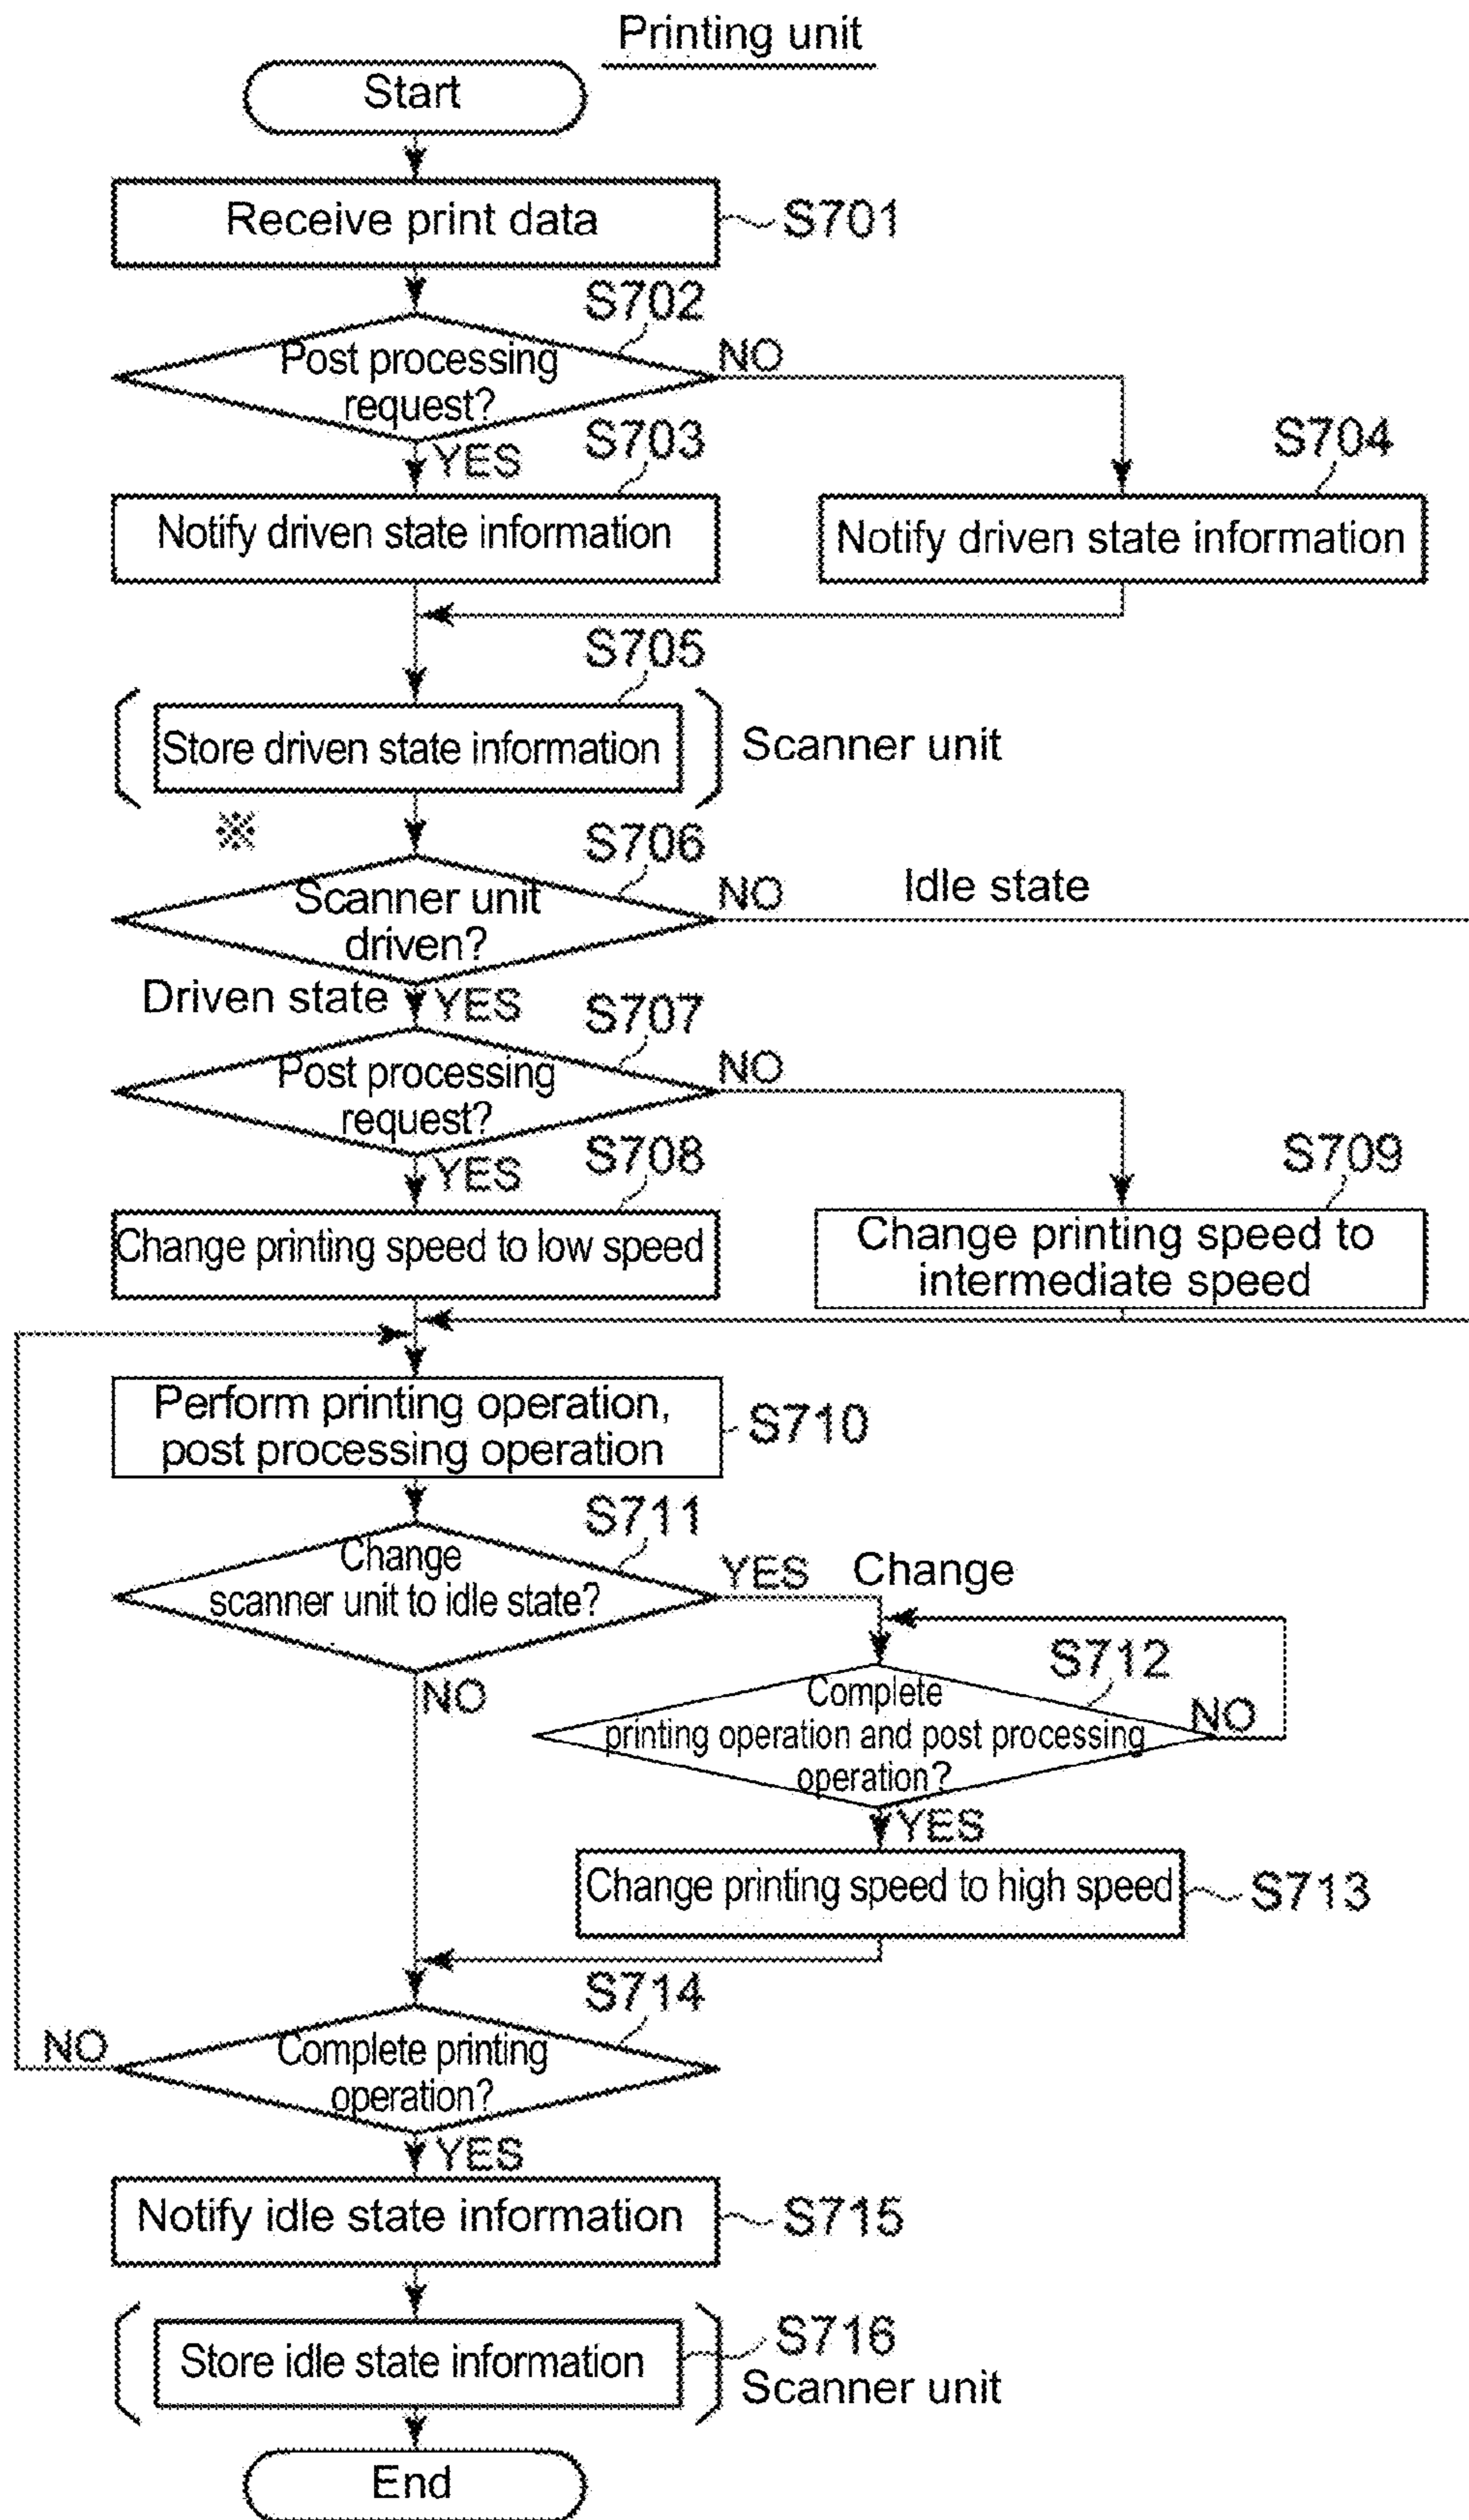 Printing unit
Start
Receive print data
S701
S702
Post processing
request?
NO
YES
S703
Notify driven state information
S704
Notify driven state information
S705
Store driven state information
Scanner unit
※
S706
Scanner unit
driven?
NO
Idle state
Driven state
YES
S707
Post processing
request?
NO
YES
S708
Change printing speed to low speed
S709
Change printing speed to
intermediate speed
Perform printing operation,
post processing operation
S710
S711
Change
scanner unit to idle state?
YES
Change
NO
S712
Complete
printing operation and post processing
operation?
NO
YES
Change printing speed to high speed
S713
S714
Complete printing
operation?
NO
YES
Notify idle state information
S715
Store idle state information
S716
Scanner unit
End